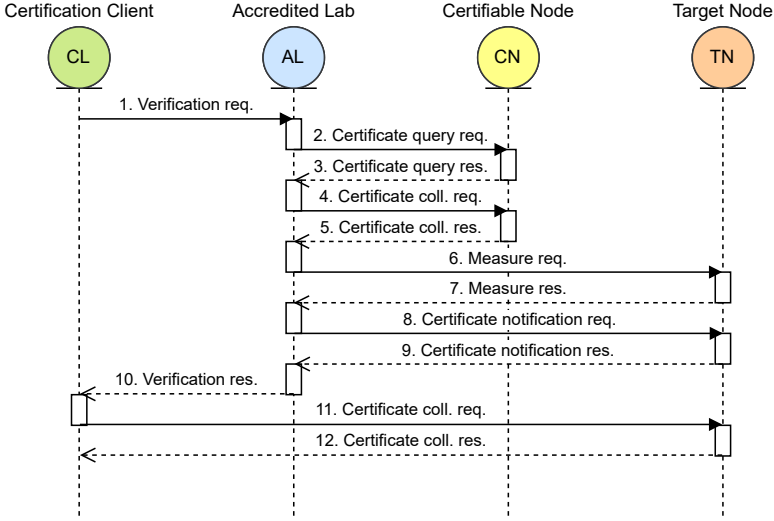 Certification Client
Accredited Lab
Certifiable Node
Target Node
CL
AL
CN
TN
1. Verification req.
2. Certificate query req.
3. Certificate query res.
4. Certificate coll. req.
5. Certificate coll. res.
6. Measure req.
7. Measure res.
8. Certificate notification req.
9. Certificate notification res.
10. Verification res.
11. Certificate coll. req.
12. Certificate coll. res.